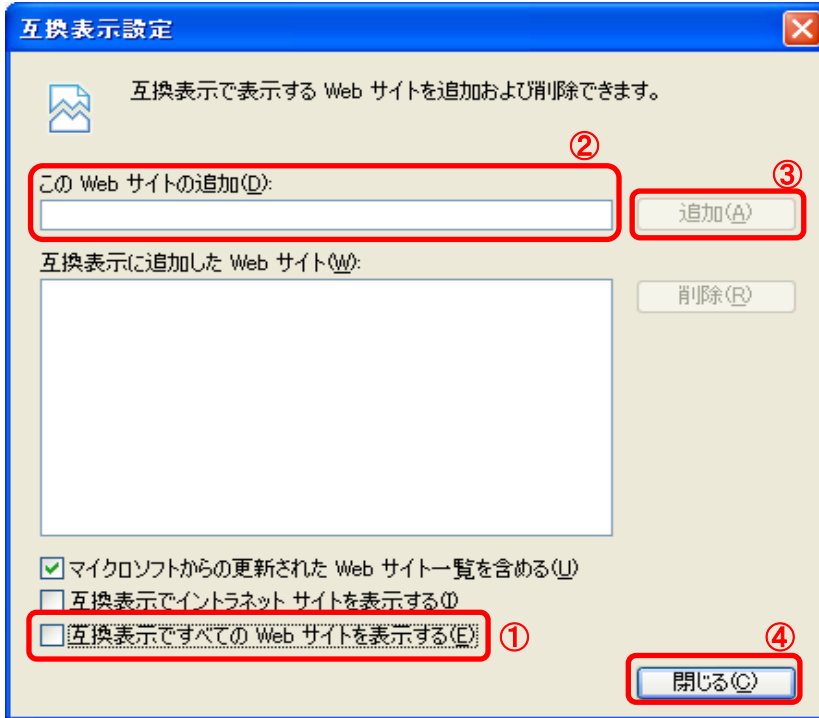 互換表示設定
互換表示で表示する Web サイトを追加および削除できます。
②
この Web サイトの追加(D):
③
追加(A)
互換表示に追加した Web サイト(W):
削除(R)
マイクロソフトからの更新された Web サイト一覧を含める(U)
互換表示でイントラネット サイトを表示する(I)
互換表示ですべての Web サイトを表示する(E)
①
④
閉じる(C)